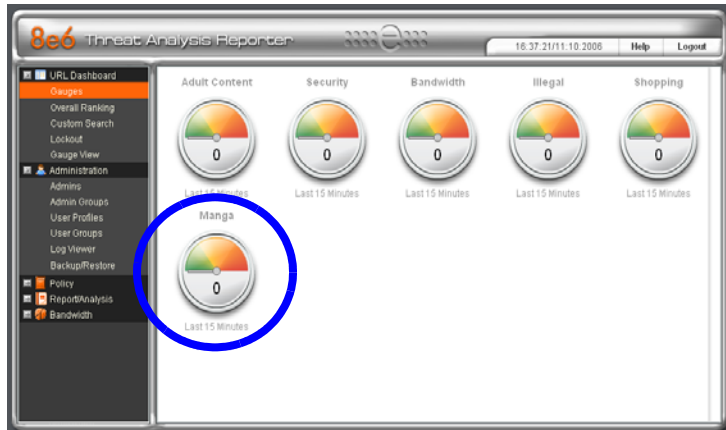 8e6 Threat Analysis Reporter
16:37:21/11:10:2006 Help Logout
URL Dashboard
Gauges
Overall Ranking
Custom Search
Lockout
Gauge View
Administration
Admins
Admin Groups
User Profiles
User Groups
Log Viewer
Backup/Restore
Policy
Report/Analysis
Bandwidth
Adult Content Security Bandwidth Illegal Shopping
0 0 0 0 0
Last 15 Minutes Last 15 Minutes Last 15 Minutes Last 15 Minutes Last 15 Minutes
Manga
0
Last 15 Minutes